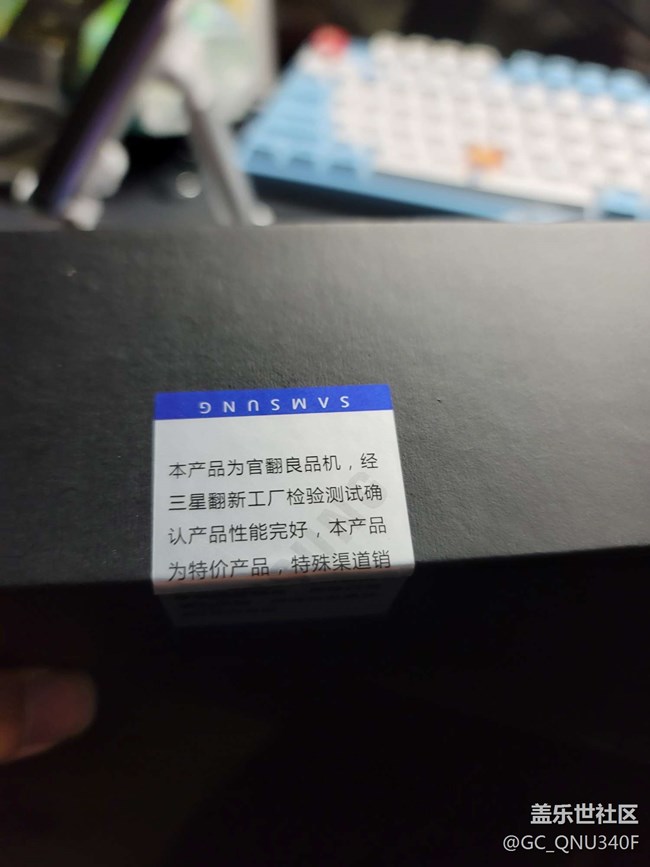 SAMSUNG
本产品为官翻良品机，经
三星翻新工厂检验测试确
认产品性能完好，本产品
为特价产品，特殊渠道销
盖乐世社区
@GC_QNU340F